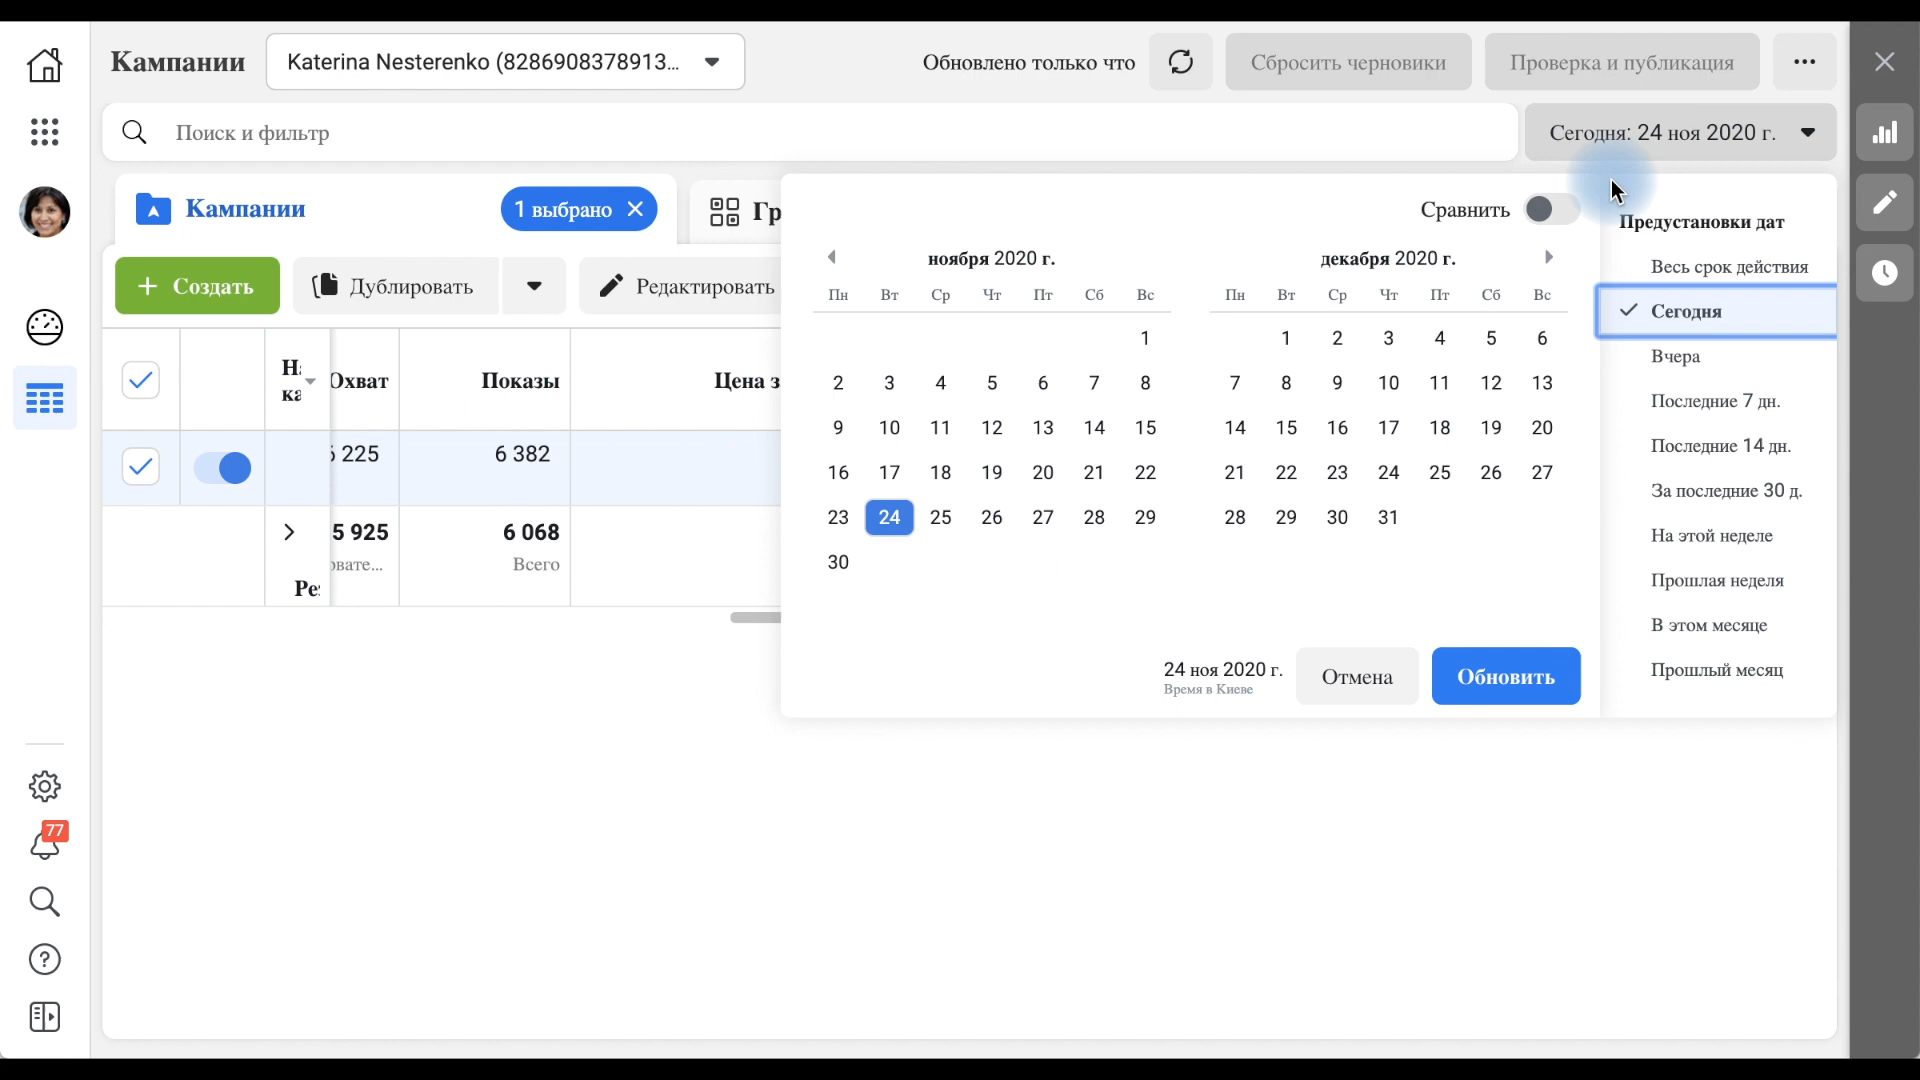 Кампании
Katerina Nesterenko (8286908378913...
Обновлено только что
Сбросить черновики
Проверка и публикация
Поиск и фильтр
Сегодня: 24 ноя 2020 г.
Кампании
1 выбрано
Гр
Сравнить
Предустановки дат
Создать
Дублировать
Редактировать
ноября 2020 г.
декабря 2020 г.
Пн Вт Ср Чт Пт Сб Вс
Пн Вт Ср Чт Пт Сб Вс
1
1 2 3 4 5 6
2 3 4 5 6 7 8
7 8 9 10 11 12 13
9 10 11 12 13 14 15
14 15 16 17 18 19 20
16 17 18 19 20 21 22
21 22 23 24 25 26 27
23 24 25 26 27 28 29
28 29 30 31
30
24 ноя 2020 г.
Время в Киеве
Отмена
Обновить
Весь срок действия
Сегодня
Вчера
Последние 7 дн.
Последние 14 дн.
За последние 30 д.
На этой неделе
Прошлая неделя
В этом месяце
Прошлый месяц
Охват
Показы
Цена з
225
6 382
5 925
6 068
Всего
77